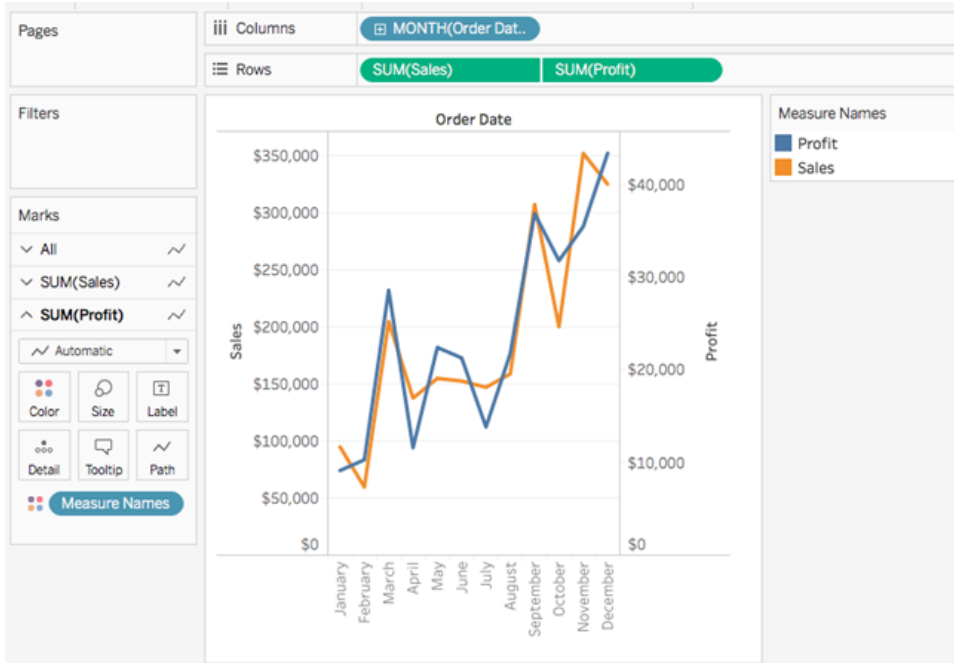 Pages
Columns
MONTH(Order Dat..
Rows
SUM(Sales)
SUM(Profit)
Filters
Marks
All
SUM(Sales)
SUM(Profit)
Automatic
Color
Size
Label
Detail
Tooltip
Path
Measure Names
Order Date
Sales
$350,000
$300,000
$250,000
$200,000
$150,000
$100,000
$50,000
$0
Profit
$40,000
$30,000
$20,000
$10,000
$0
January
February
March
April
May
June
July
August
September
October
November
December
Measure Names
Profit
Sales